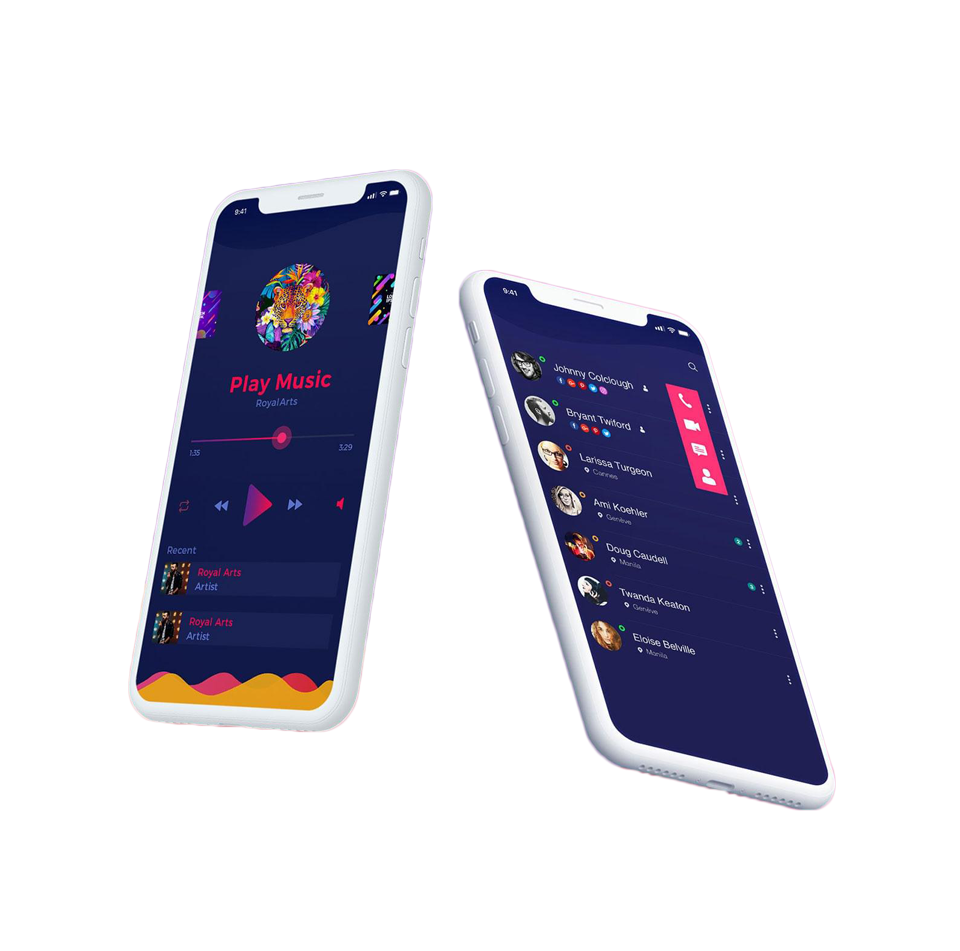 9:41
Play Music
RoyalArts
1:35
3:29
Recent
Royal Arts
Artist
Royal Arts
Artist
9:41
Johnny Colclough
Bryant Twiford
Larissa Turgeon
Cannes
Ami Koehler
Genève
Doug Caudell
Manila
2
Twanda Keaton
Genève
2
Eloise Belville
Manila